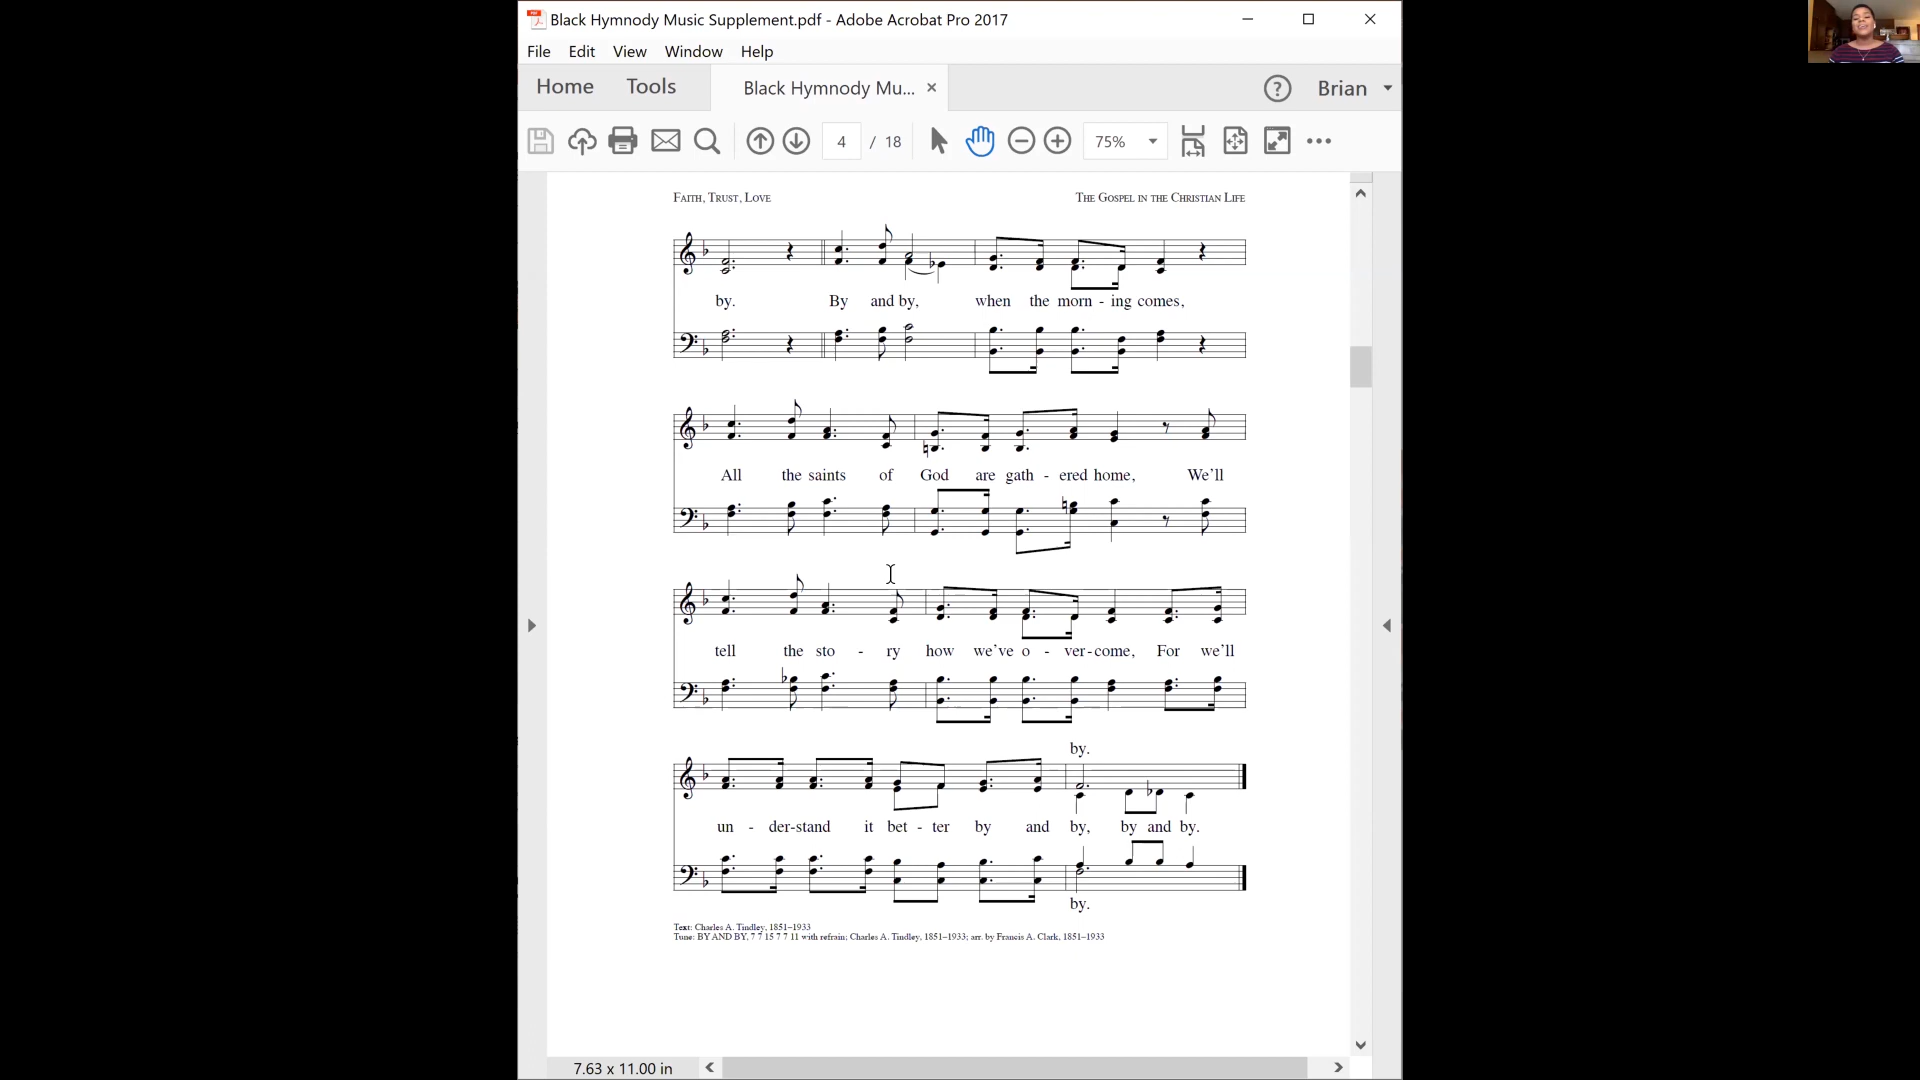 Black Hymnody Music Supplement.pdf - Adobe Acrobat Pro 2017
File Edit View Window Help
Home Tools Black Hymnody Mu... Brian
4 / 18 75%
FAITH, TRUST, LOVE THE GOSPEL IN THE CHRISTIAN LIFE
by. By and by, when the morn - ing comes,
All the saints of God are gath - ered home, We'll
tell the sto - ry how we've o - ver - come, For we'll
by.
un - der-stand it bet - ter by and by, by and by.
by.
Text: Charles A. Tindley, 1851–1933
Tune: BY AND BY, 7 7 15 7 7 11 with refrain; Charles A. Tindley, 1851–1933; arr. by Francis A. Clark, 1851–1933
7.63 x 11.00 in